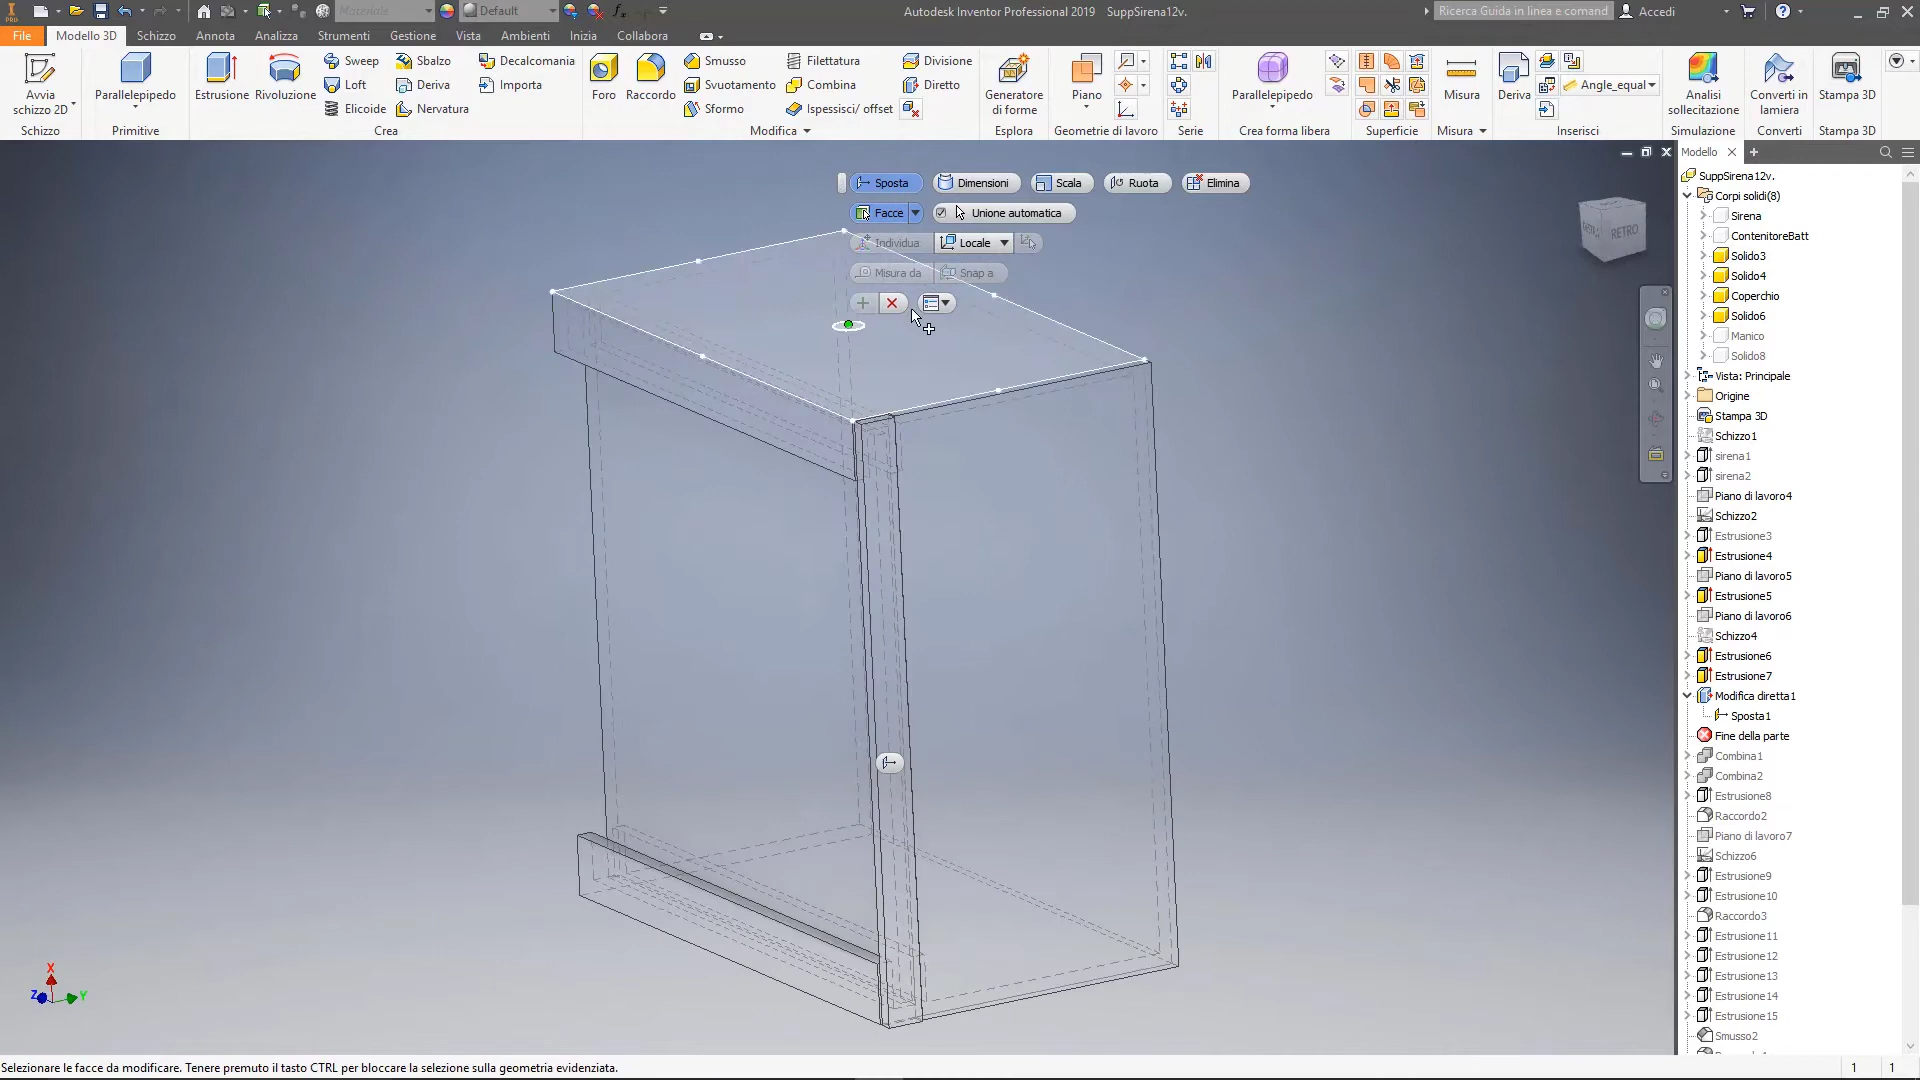 Materiale
Default
Autodesk Inventor Professional 2019 SuppSirena12v.
Ricerca Guida in linea e comand
Accedi
File
Modello 3D
Schizzo
Annota
Analizza
Strumenti
Gestione
Vista
Ambienti
Inizia
Collabora
Avvia
schizzo 2D
Parallelepipedo
Estrusione
Rivoluzione
Sweep
Loft
Elicoide
Sbalzo
Deriva
Nervatura
Decalcomania
Importa
Foro
Raccordo
Smusso
Svuotamento
Sformo
Filettatura
Combina
Ispessisci/ offset
Divisione
Diretto
Generatore
di forme
Piano
Parallelepipedo
Misura
Deriva
Angle_equal
Analisi
sollecitazione
Converti in
lamiera
Stampa 3D
Schizzo
Primitive
Crea
Modifica
Esplora
Geometrie di lavoro
Serie
Crea forma libera
Superficie
Misura
Inserisci
Simulazione
Converti
Stampa 3D
Sposta
Dimensioni
Scala
Ruota
Elimina
Facce
Unione automatica
Individua
Locale
Misura da
Snap a
RETRO
Modello
SuppSirena12v.
Corpi solidi(8)
Sirena
ContenitoreBatt
Solido3
Solido4
Coperchio
Solido6
Manico
Solido8
Vista: Principale
Origine
Stampa 3D
Schizzo1
sirena1
sirena2
Piano di lavoro4
Schizzo2
Estrusione3
Estrusione4
Piano di lavoro5
Estrusione5
Piano di lavoro6
Schizzo4
Estrusione6
Estrusione7
Modifica diretta1
Sposta1
Fine della parte
Combina1
Combina2
Estrusione8
Raccordo2
Piano di lavoro7
Schizzo6
Estrusione9
Estrusione10
Raccordo3
Estrusione11
Estrusione12
Estrusione13
Estrusione14
Estrusione15
Smusso2
X
Z
Y
Selezionare le facce da modificare. Tenere premuto il tasto CTRL per bloccare la selezione sulla geometria evidenziata.
1
1